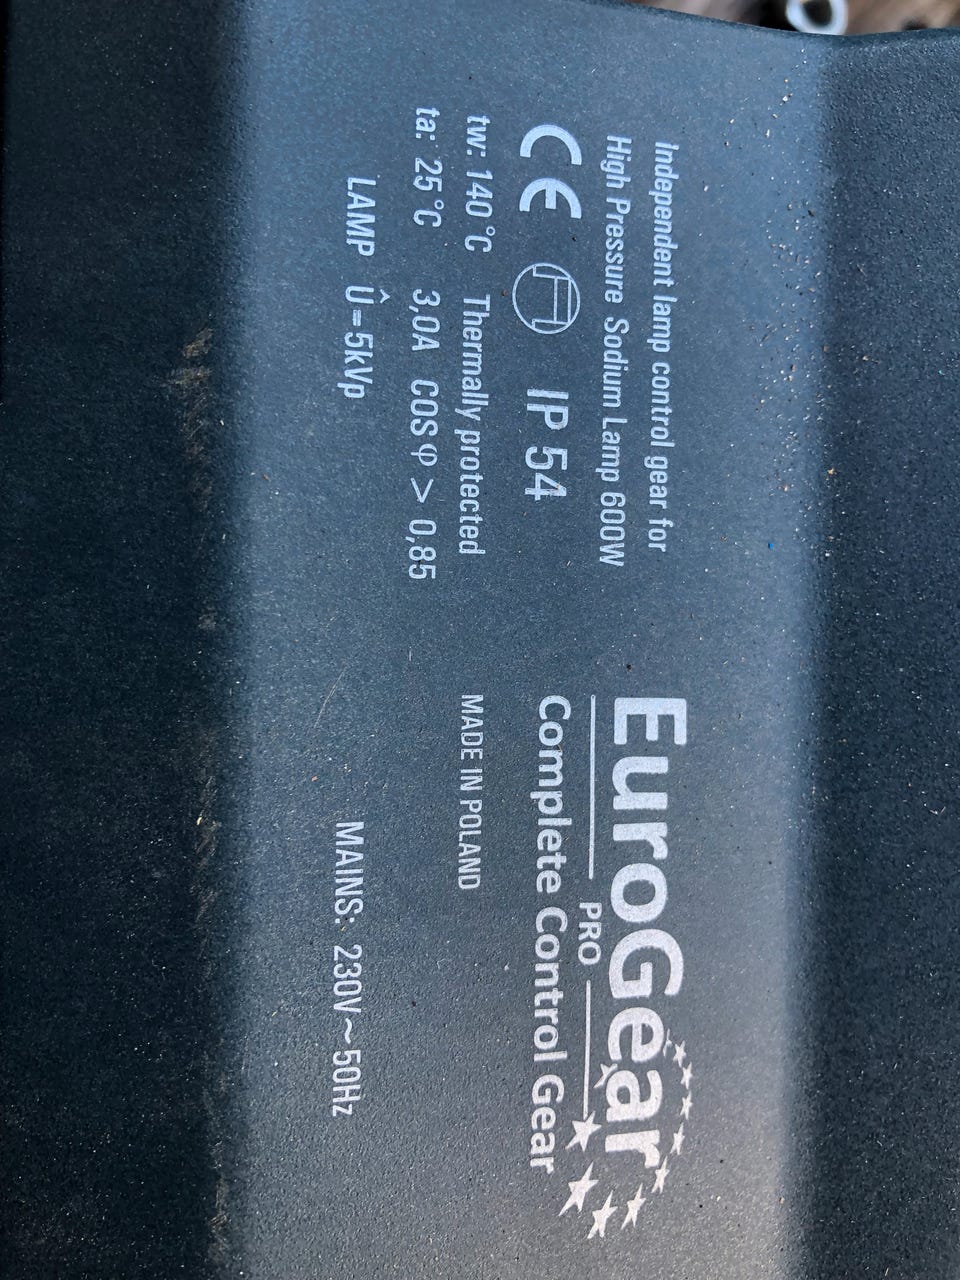 Independent lamp control gear for
High Pressure Sodium Lamp 600W
CE IP 54
tw: 140 °C Thermally protected
ta: 25 °C 3,0A COS φ > 0,85
LAMP Û=5kVp
EuroGear
PRO
Complete Control Gear
MADE IN POLAND
MAINS: 230V~50Hz